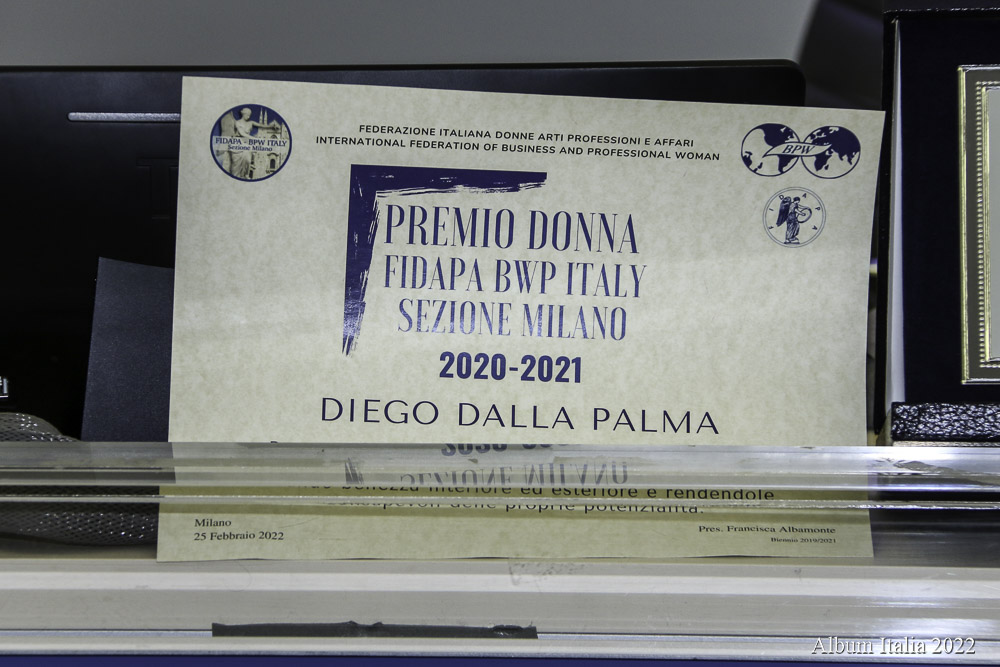 FEDERAZIONE ITALIANA DONNE ARTI PROFESSIONI E AFFARI
INTERNATIONAL FEDERATION OF BUSINESS AND PROFESSIONAL WOMAN
FIDAPA - BPW ITALY
Sezione Milano
BPW
FIDAPA
PREMIO DONNA
FIDAPA BWP ITALY
SEZIONE MILANO
2020-2021
DIEGO DALLA PALMA
bellezza interiore ed esteriore e rendendole
delle proprie potenzialità.
Milano
25 Febbraio 2022
Pres. Francisca Albamonte
Biennio 2019/2021
Album Italia 2022